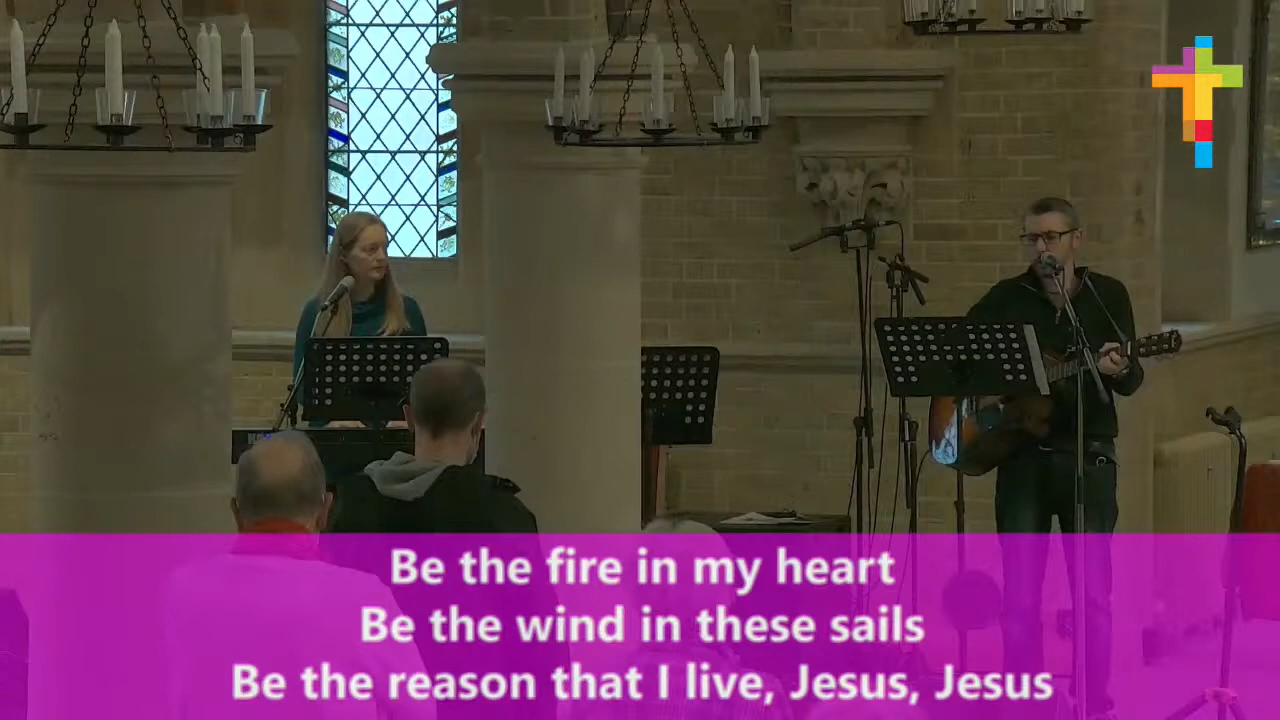 Be the fire in my heart
Be the wind in these sails
Be the reason that I live, Jesus, Jesus